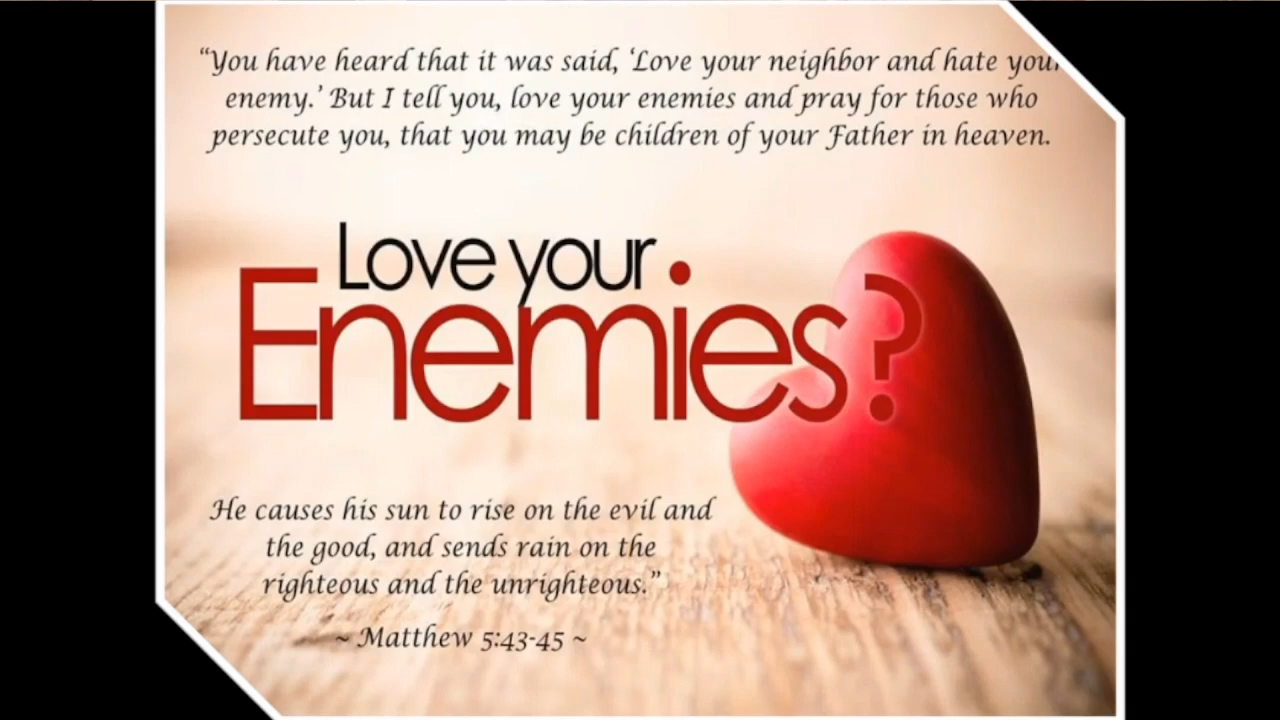 “You have heard that it was said, ‘Love your neighbor and hate your
enemy.’ But I tell you, love your enemies and pray for those who
persecute you, that you may be children of your Father in heaven.
Love your
Enemies?
He causes his sun to rise on the evil and
the good, and sends rain on the
righteous and the unrighteous.”
~ Matthew 5:43-45 ~